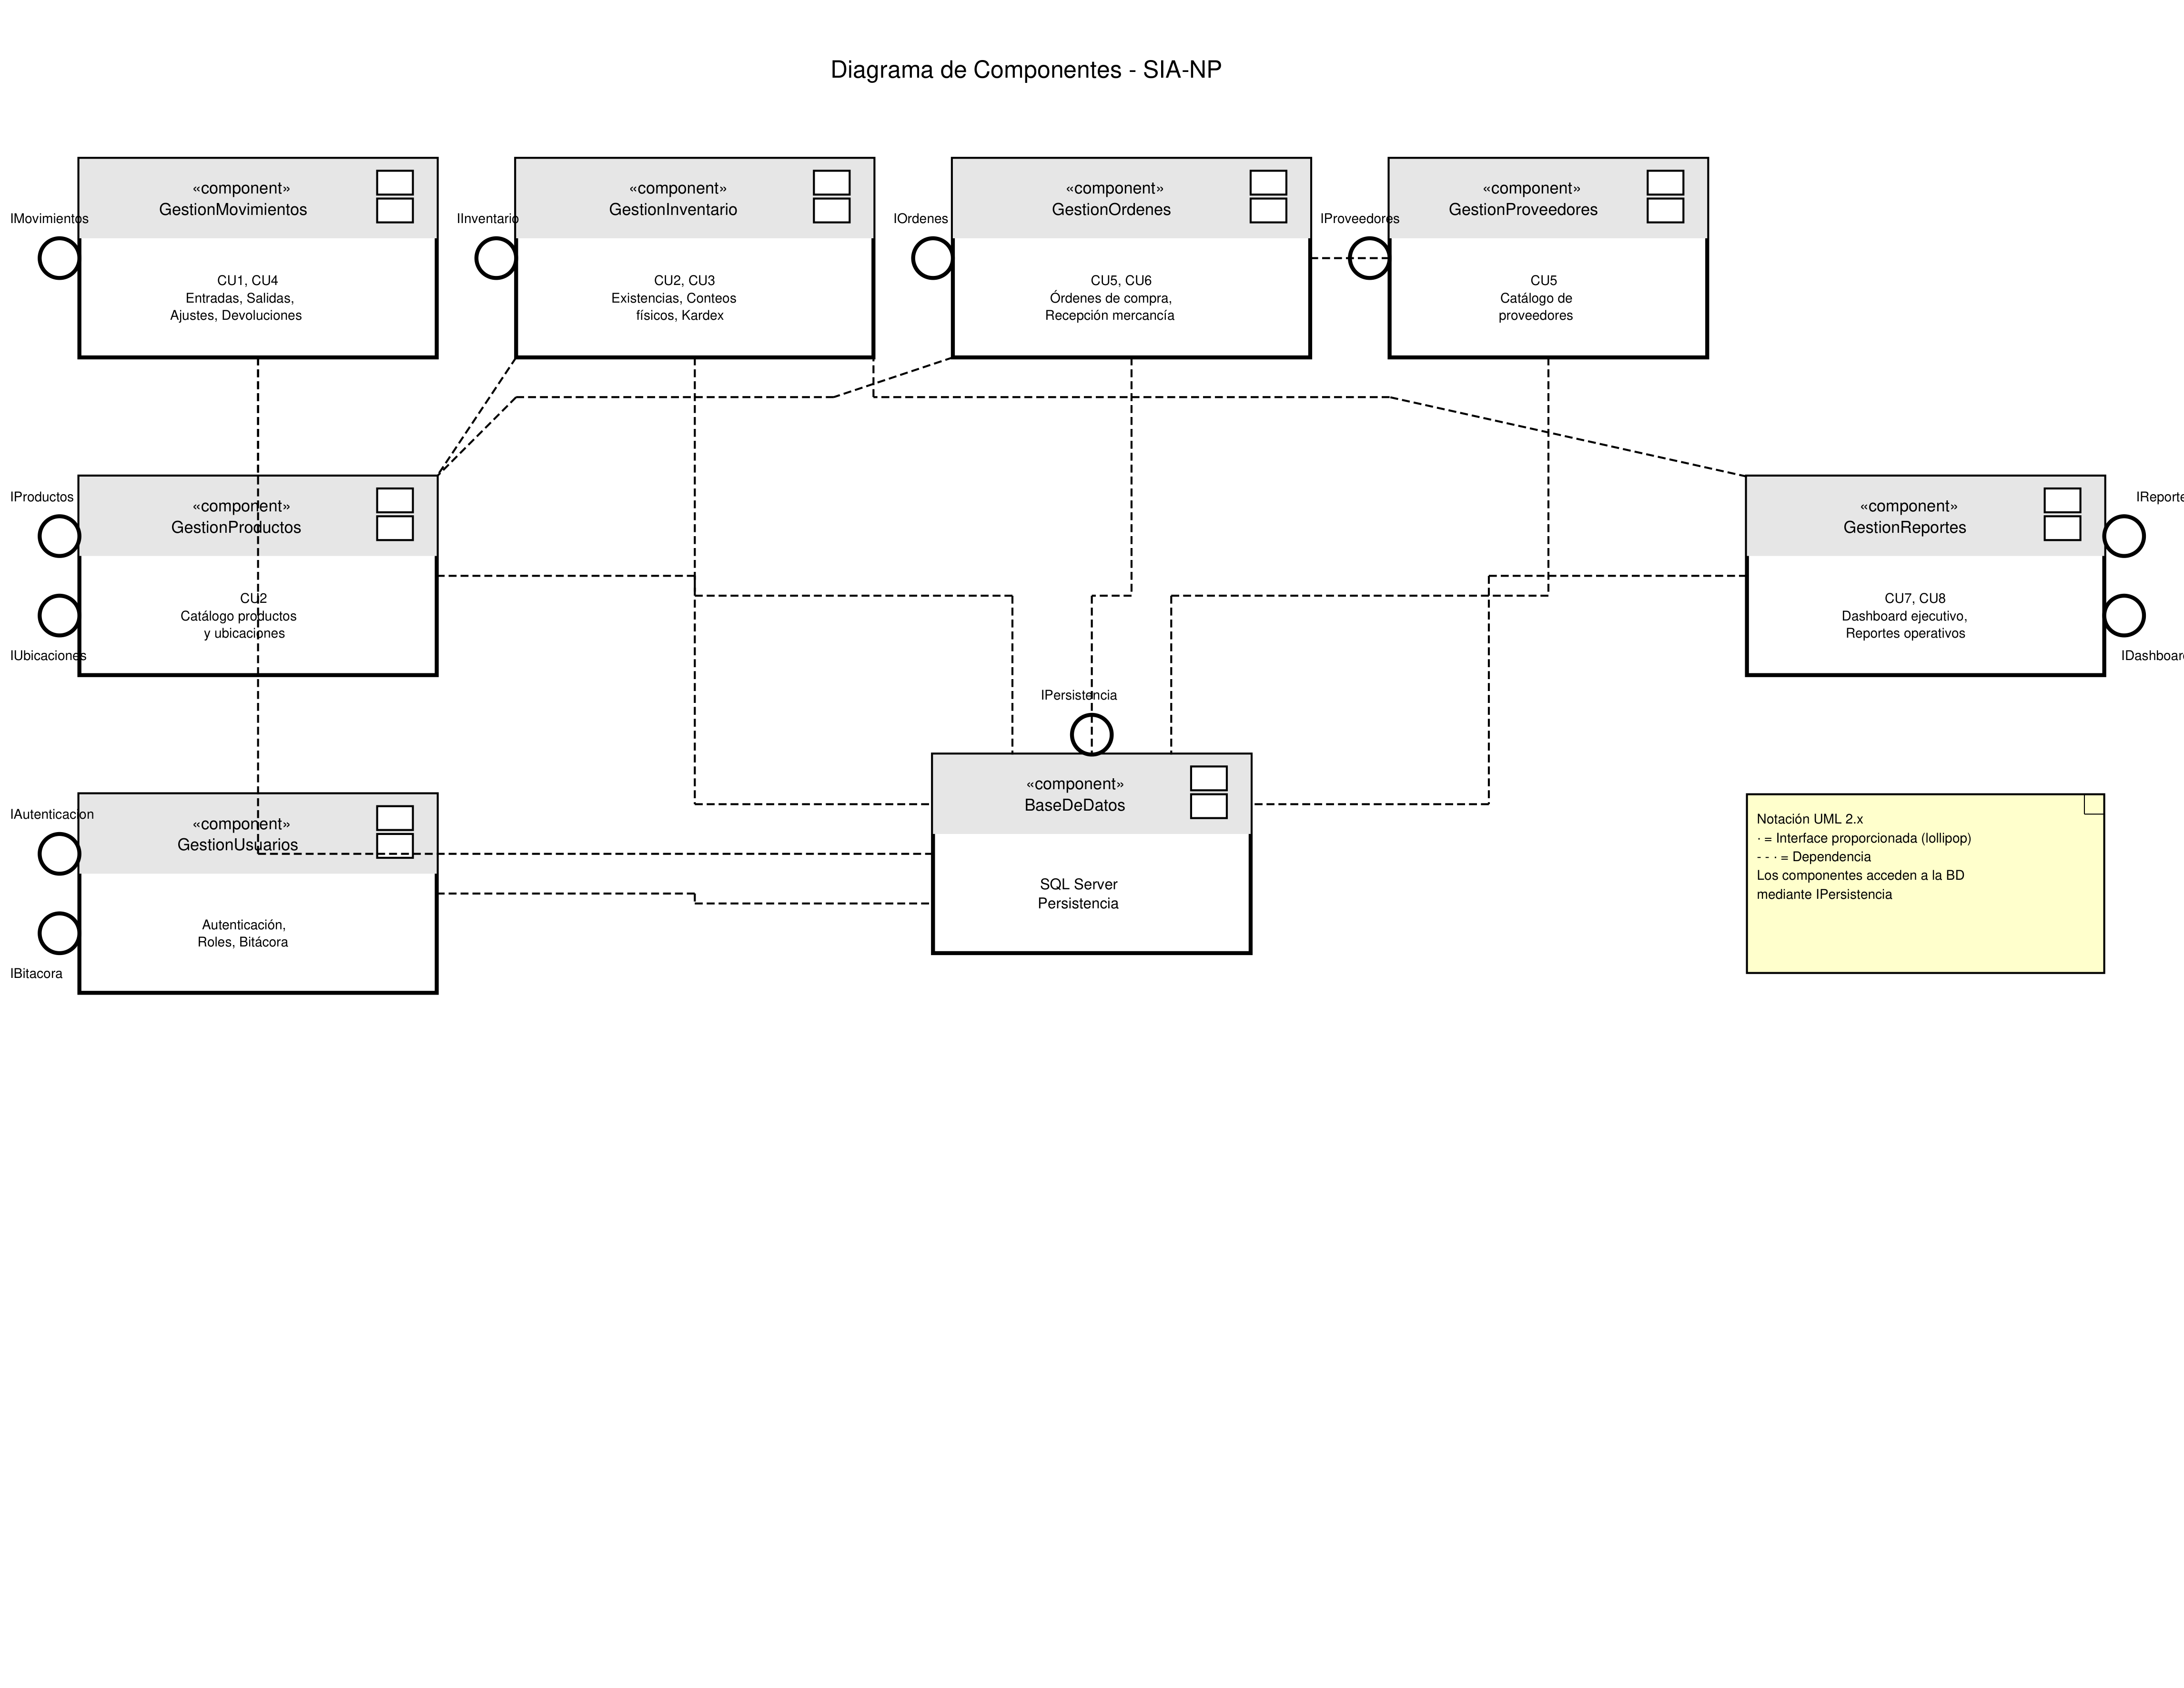 Diagrama de Componentes - SIA-NP
IMovimientos
«component»
GestionMovimientos
CU1, CU4
Entradas, Salidas,
Ajustes, Devoluciones
IInventario
«component»
GestionInventario
CU2, CU3
Existencias, Conteos
físicos, Kardex
IOrdenes
«component»
GestionOrdenes
CU5, CU6
Órdenes de compra,
Recepción mercancía
IProveedores
«component»
GestionProveedores
CU5
Catálogo de
proveedores
IProductos
IUbicaciones
«component»
GestionProductos
CU2
Catálogo productos
y ubicaciones
«component»
GestionReportes
CU7, CU8
Dashboard ejecutivo,
Reportes operativos
IReporte
IDashboar
IPersistencia
«component»
BaseDeDatos
SQL Server
Persistencia
IAutenticacion
IBitacora
«component»
GestionUsuarios
Autenticación,
Roles, Bitácora
Notación UML 2.x
· = Interface proporcionada (lollipop)
- - · = Dependencia
Los componentes acceden a la BD
mediante IPersistencia